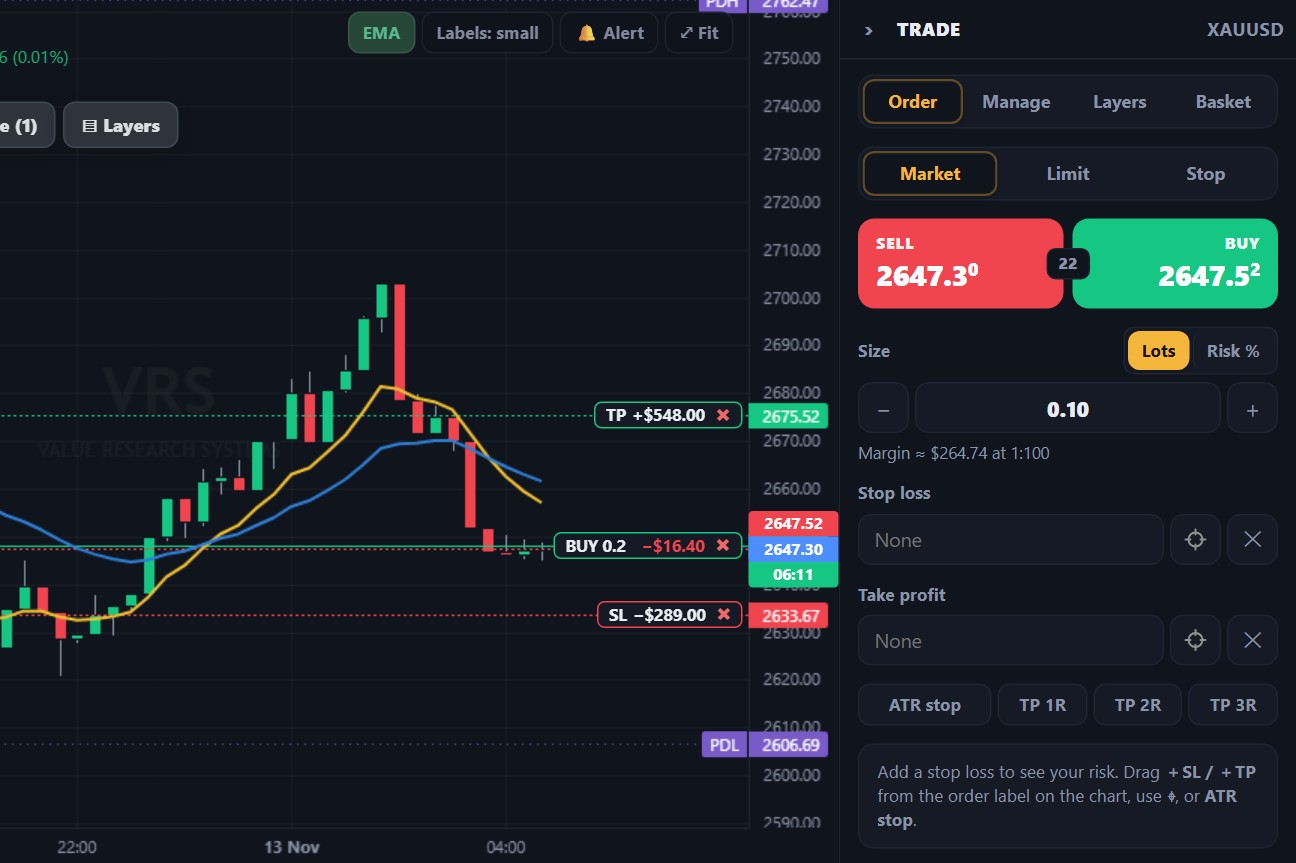 PDH 2762.47
2760.00
EMA
Labels: small
🔔 Alert
⤢ Fit
6 (0.01%)
2750.00
e (1)
Layers
2740.00
2730.00
2720.00
2710.00
2700.00
2690.00
2680.00
VRS
VALUE RESEARCH SYSTEM
TP +$548.00 ✖
2675.52
2670.00
2660.00
2647.52
BUY 0.2 −$16.40 ✖
2647.30
06:11
2640.00
SL −$289.00 ✖
2633.67
2630.00
2620.00
2610.00
PDL 2606.69
2600.00
2590.00
22:00
13 Nov
04:00
› TRADE XAUUSD
Order Manage Layers Basket
Market Limit Stop
SELL
2647.3⁰
22
BUY
2647.5²
Size
Lots Risk %
− 0.10 +
Margin ≈ $264.74 at 1:100
Stop loss
None
Take profit
None
ATR stop TP 1R TP 2R TP 3R
Add a stop loss to see your risk. Drag +SL / +TP
from the order label on the chart, use ⌖, or ATR
stop.